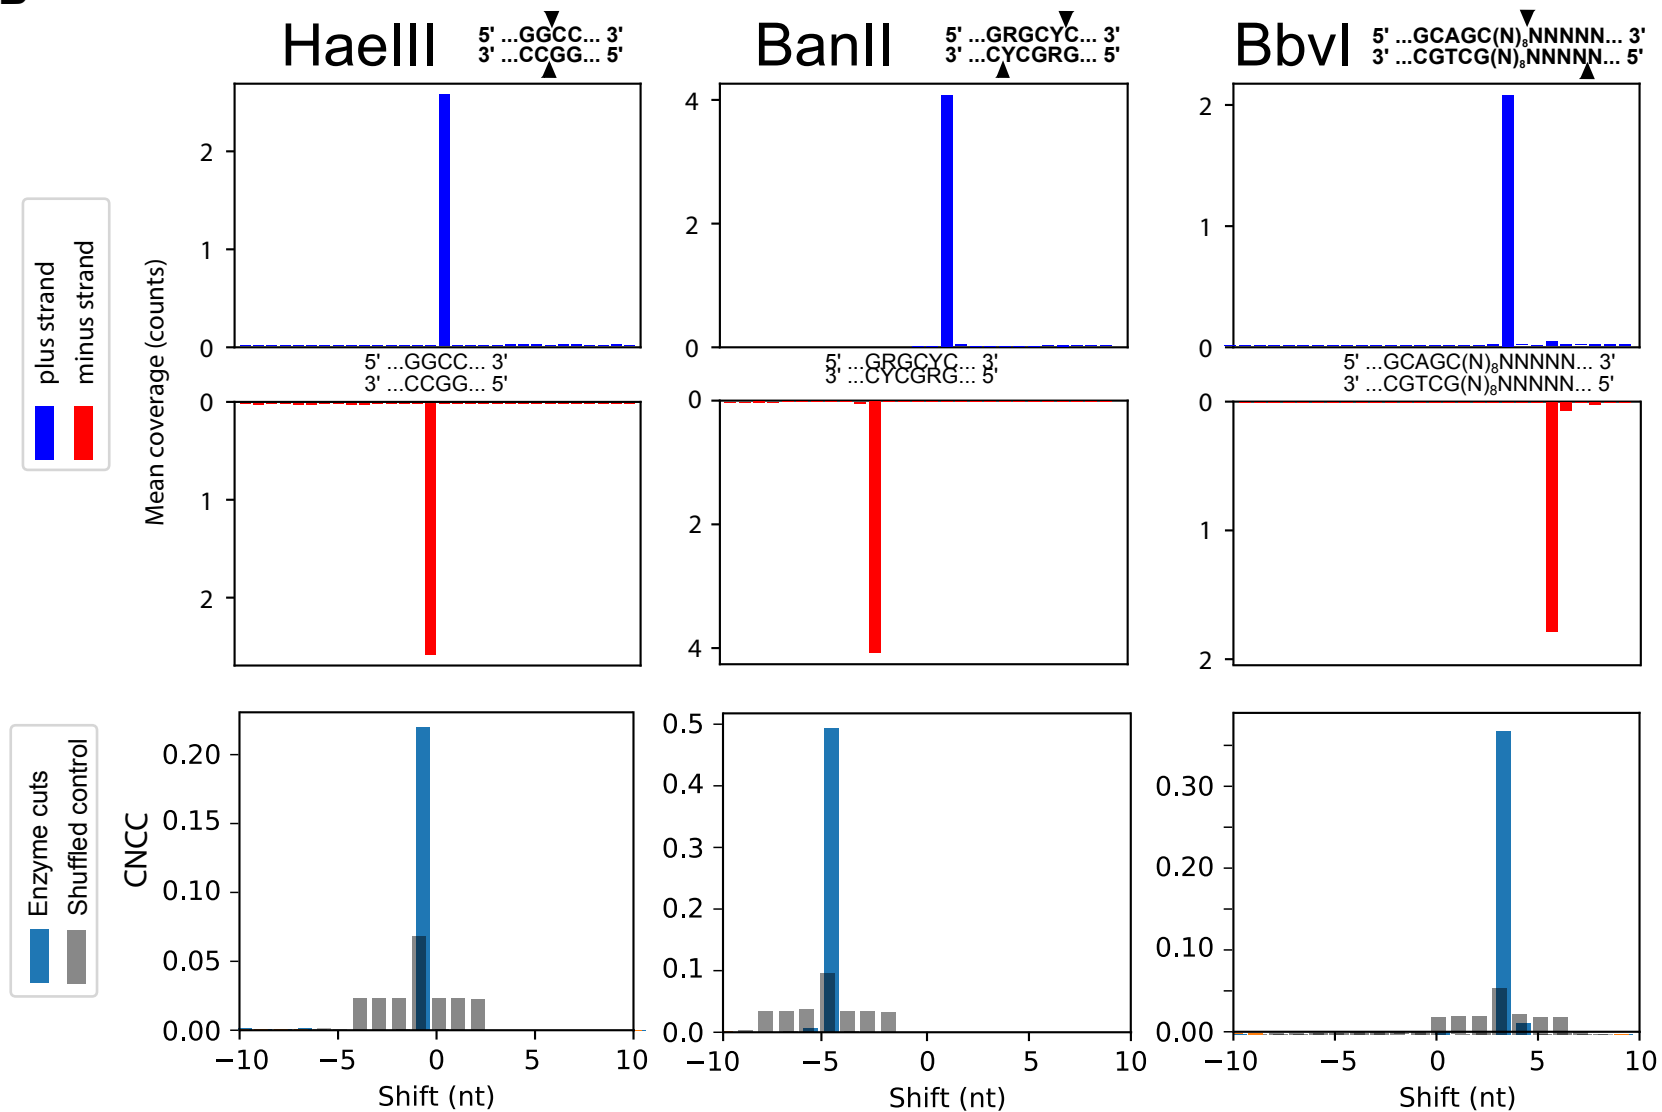 B
HaeIII
5' ...GGCC... 3'
3' ...CCGG... 5'
BanII
5' ...GRGCYC... 3'
3' ...CYCGRG... 5'
BbvI
5' ...GCAGC(N)8NNNNN... 3'
3' ...CGTCG(N)8NNNNN... 5'
plus strand
minus strand
Mean coverage (counts)
2
1
0
4
2
0
2
1
0
5' ...GGCC... 3'
3' ...CCGG... 5'
5' ...GRGCYC... 3'
3' ...CYCGRG... 5'
5' ...GCAGC(N)8NNNNN... 3'
3' ...CGTCG(N)8NNNNN... 5'
0
1
2
0
2
4
0
1
2
Enzyme cuts
Shuffled control
CNCC
0.20
0.15
0.10
0.05
0.00
−10 −5 0 5 10
Shift (nt)
0.5
0.4
0.3
0.2
0.1
0.0
−10 −5 0 5 10
Shift (nt)
0.30
0.20
0.10
0.00
−10 −5 0 5 10
Shift (nt)